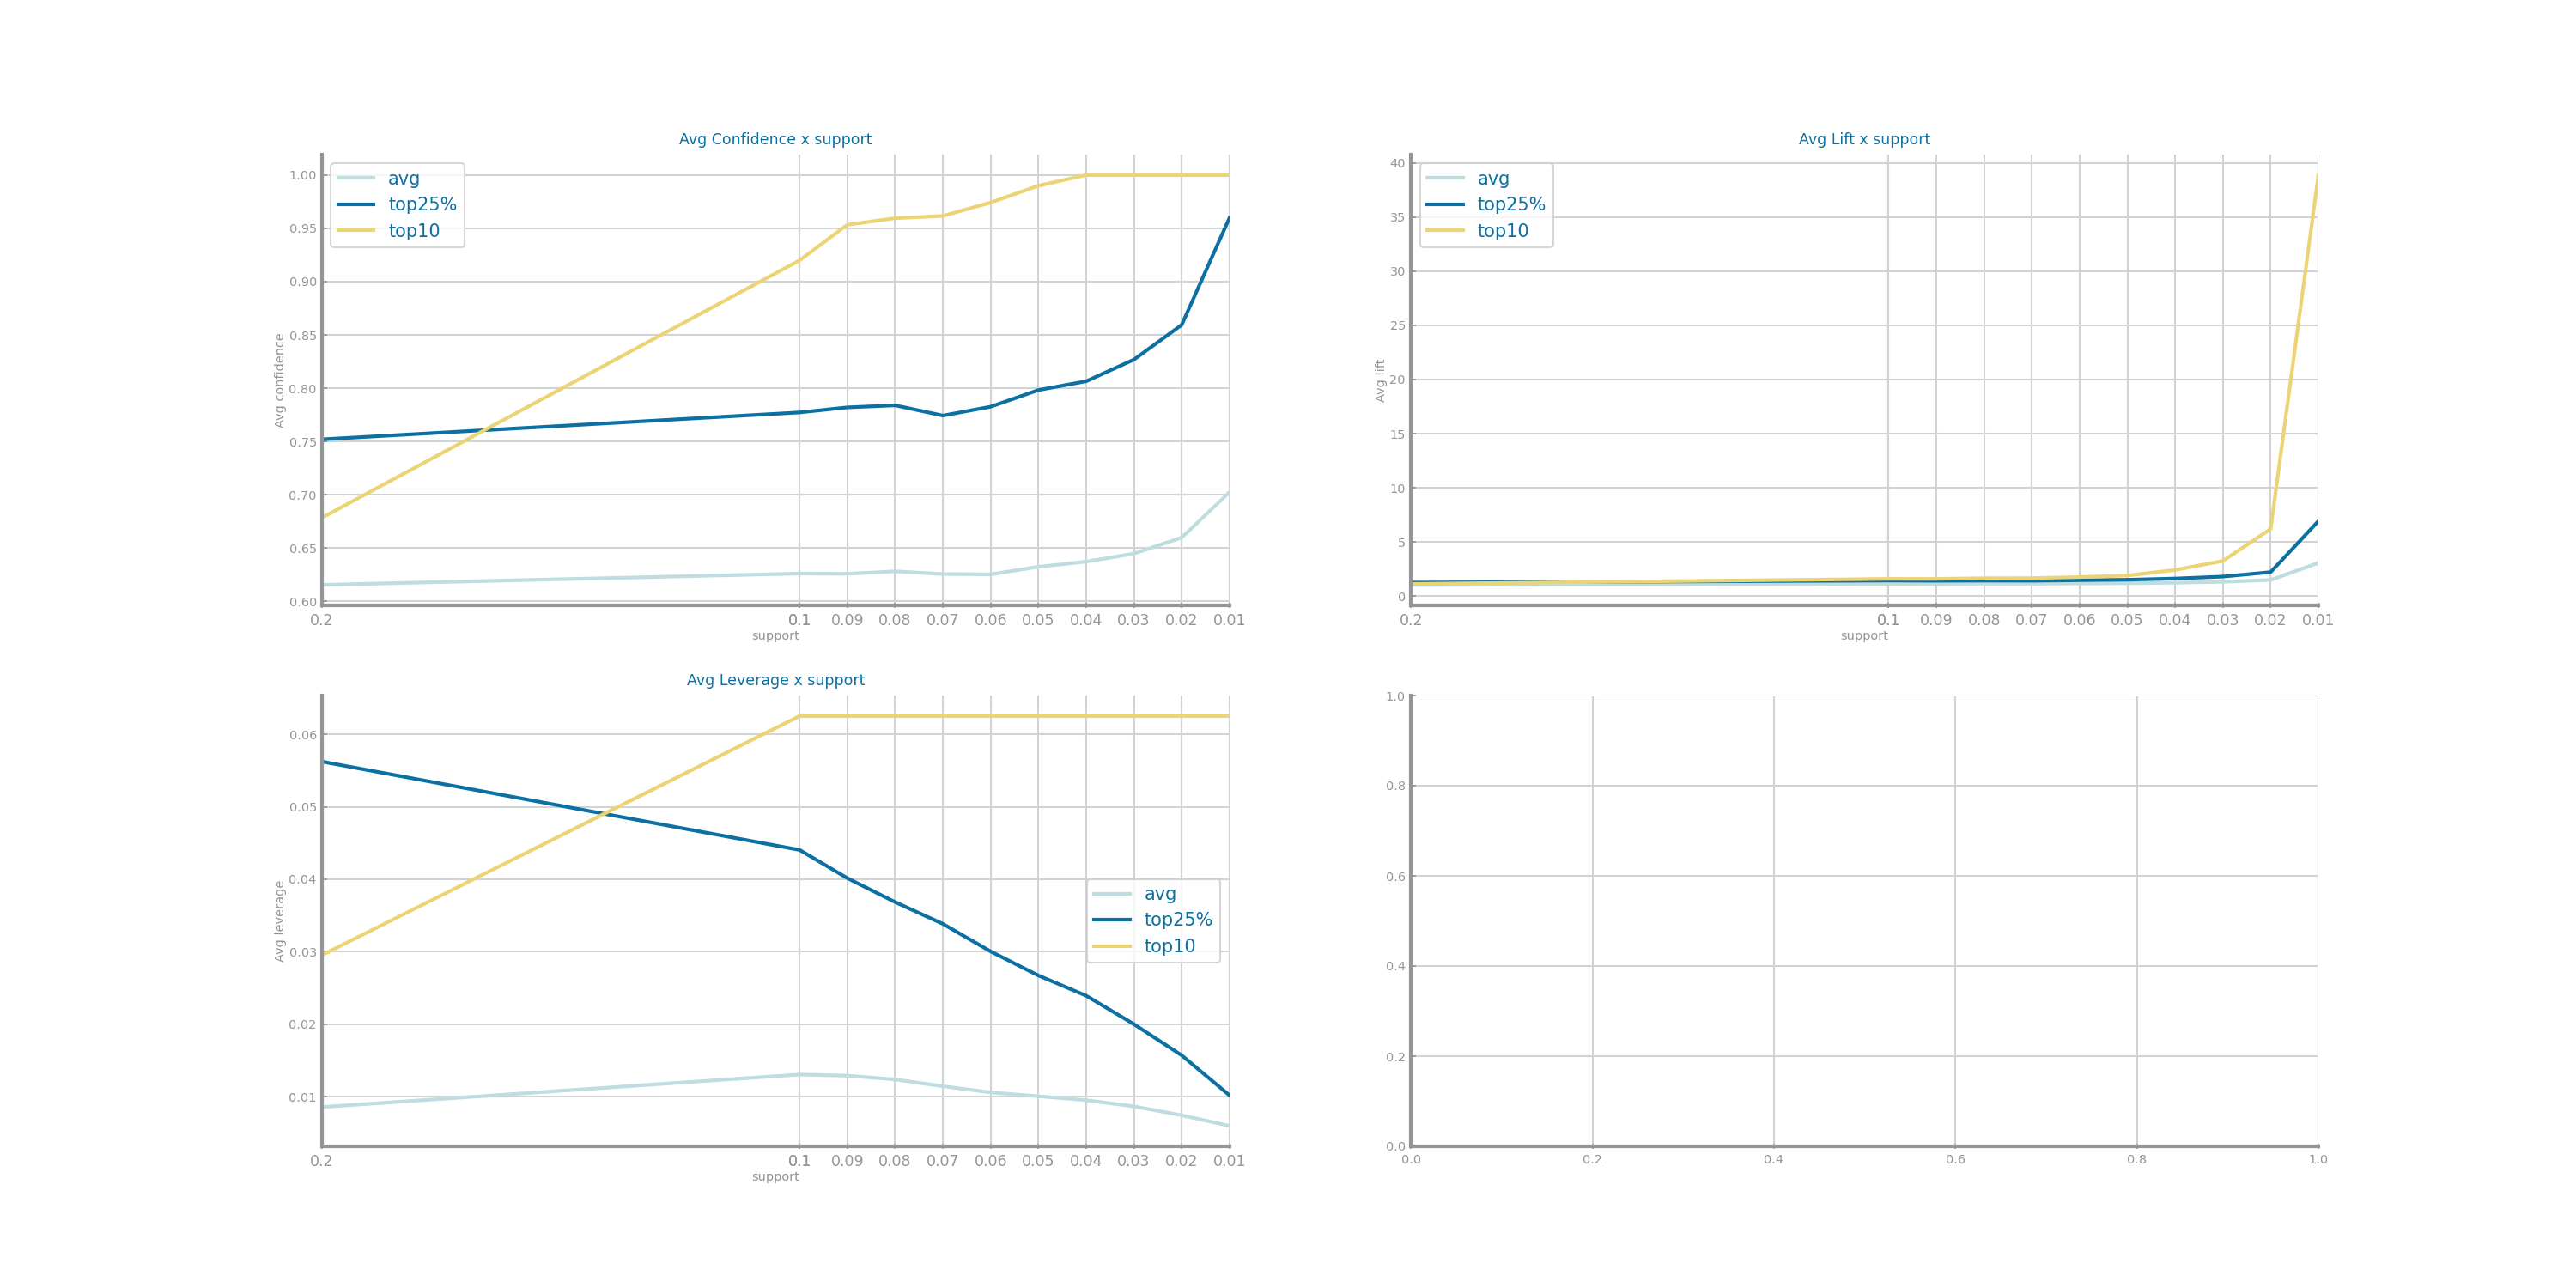 Avg Confidence x support
avg
top25%
top10
1.00
0.95
0.90
0.85
0.80
0.75
0.70
0.65
0.60
Avg confidence
0.2 0.1 0.09 0.08 0.07 0.06 0.05 0.04 0.03 0.02 0.01
support
Avg Lift x support
avg
top25%
top10
40
35
30
25
20
15
10
5
0
Avg lift
0.2 0.1 0.09 0.08 0.07 0.06 0.05 0.04 0.03 0.02 0.01
support
Avg Leverage x support
0.06
0.05
0.04
0.03
0.02
0.01
Avg leverage
avg
top25%
top10
0.2 0.1 0.09 0.08 0.07 0.06 0.05 0.04 0.03 0.02 0.01
support
1.0
0.8
0.6
0.4
0.2
0.0
0.0 0.2 0.4 0.6 0.8 1.0